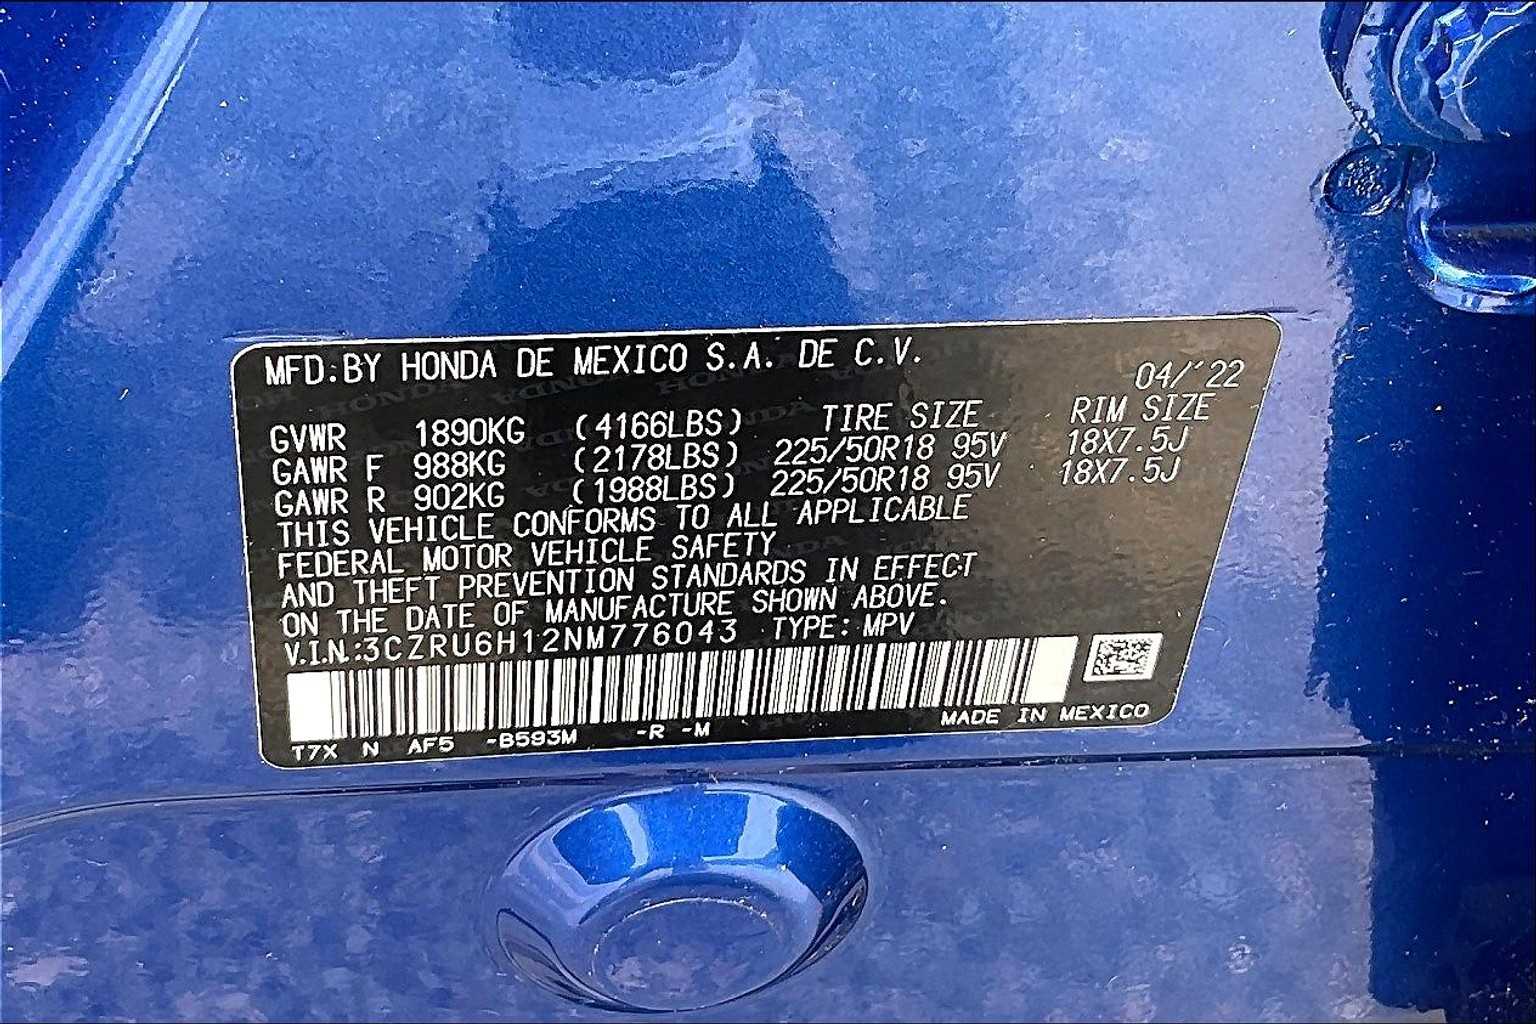 MFD.BY HONDA DE MEXICO S.A. DE C.V.
04/'22
GVWR 1890KG (4166LBS) TIRE SIZE RIM SIZE
GAWR F 988KG (2178LBS) 225/50R18 95V 18X7.5J
GAWR R 902KG (1988LBS) 225/50R18 95V 18X7.5J
THIS VEHICLE CONFORMS TO ALL APPLICABLE
FEDERAL MOTOR VEHICLE SAFETY
AND THEFT PREVENTION STANDARDS IN EFFECT
ON THE DATE OF MANUFACTURE SHOWN ABOVE.
V.I.N.:3CZRU6H12NM776043 TYPE: MPV
T7X N AF5 -B593M -R -M MADE IN MEXICO